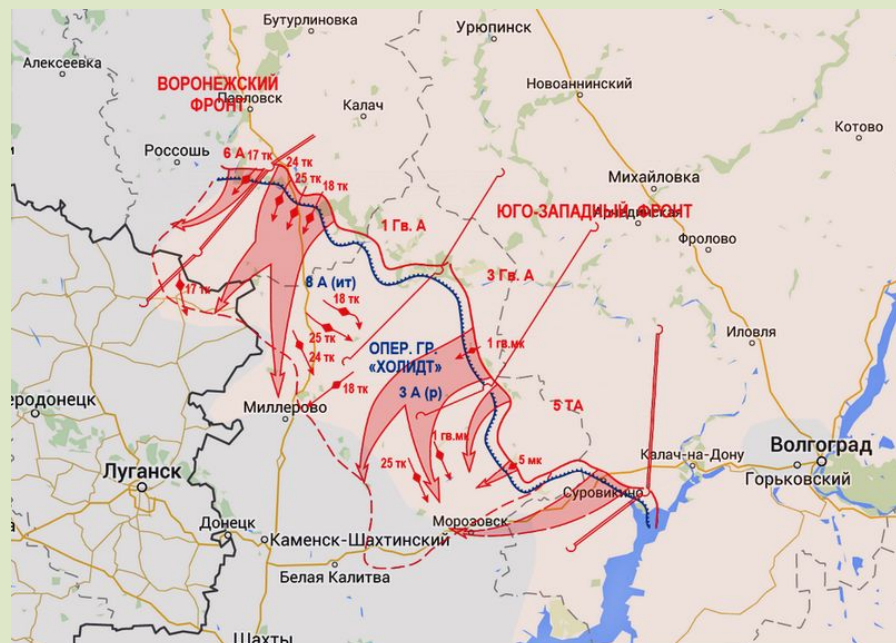 Бутурлиновка
Урюпинск
Алексеевка
ВОРОНЕЖСКИЙ
ФРОНТ
Павловск
Калач
Новоаннинский
Котово
Россошь
6 А
17 тк
24 тк
25 тк
18 тк
Михайловка
ЮГО-ЗАПАДНЫЙ ФРОНТ
1 Гв. А
Фролово
3 Гв. А
8 А (ит)
17 тк
18 тк
Иловля
25 тк
24 тк
ОПЕР. ГР.
«ХОЛИДТ»
1 гв.мк
3 А (р)
18 тк
еродонецк
Миллерово
5 ТА
1 гв.мк
Калач-на-Дону
Волгоград
Горьковский
25 тк
5 мк
Луганск
Суровикино
Морозовск
Донецк
Каменск-Шахтинский
Белая Калитва
Шахты